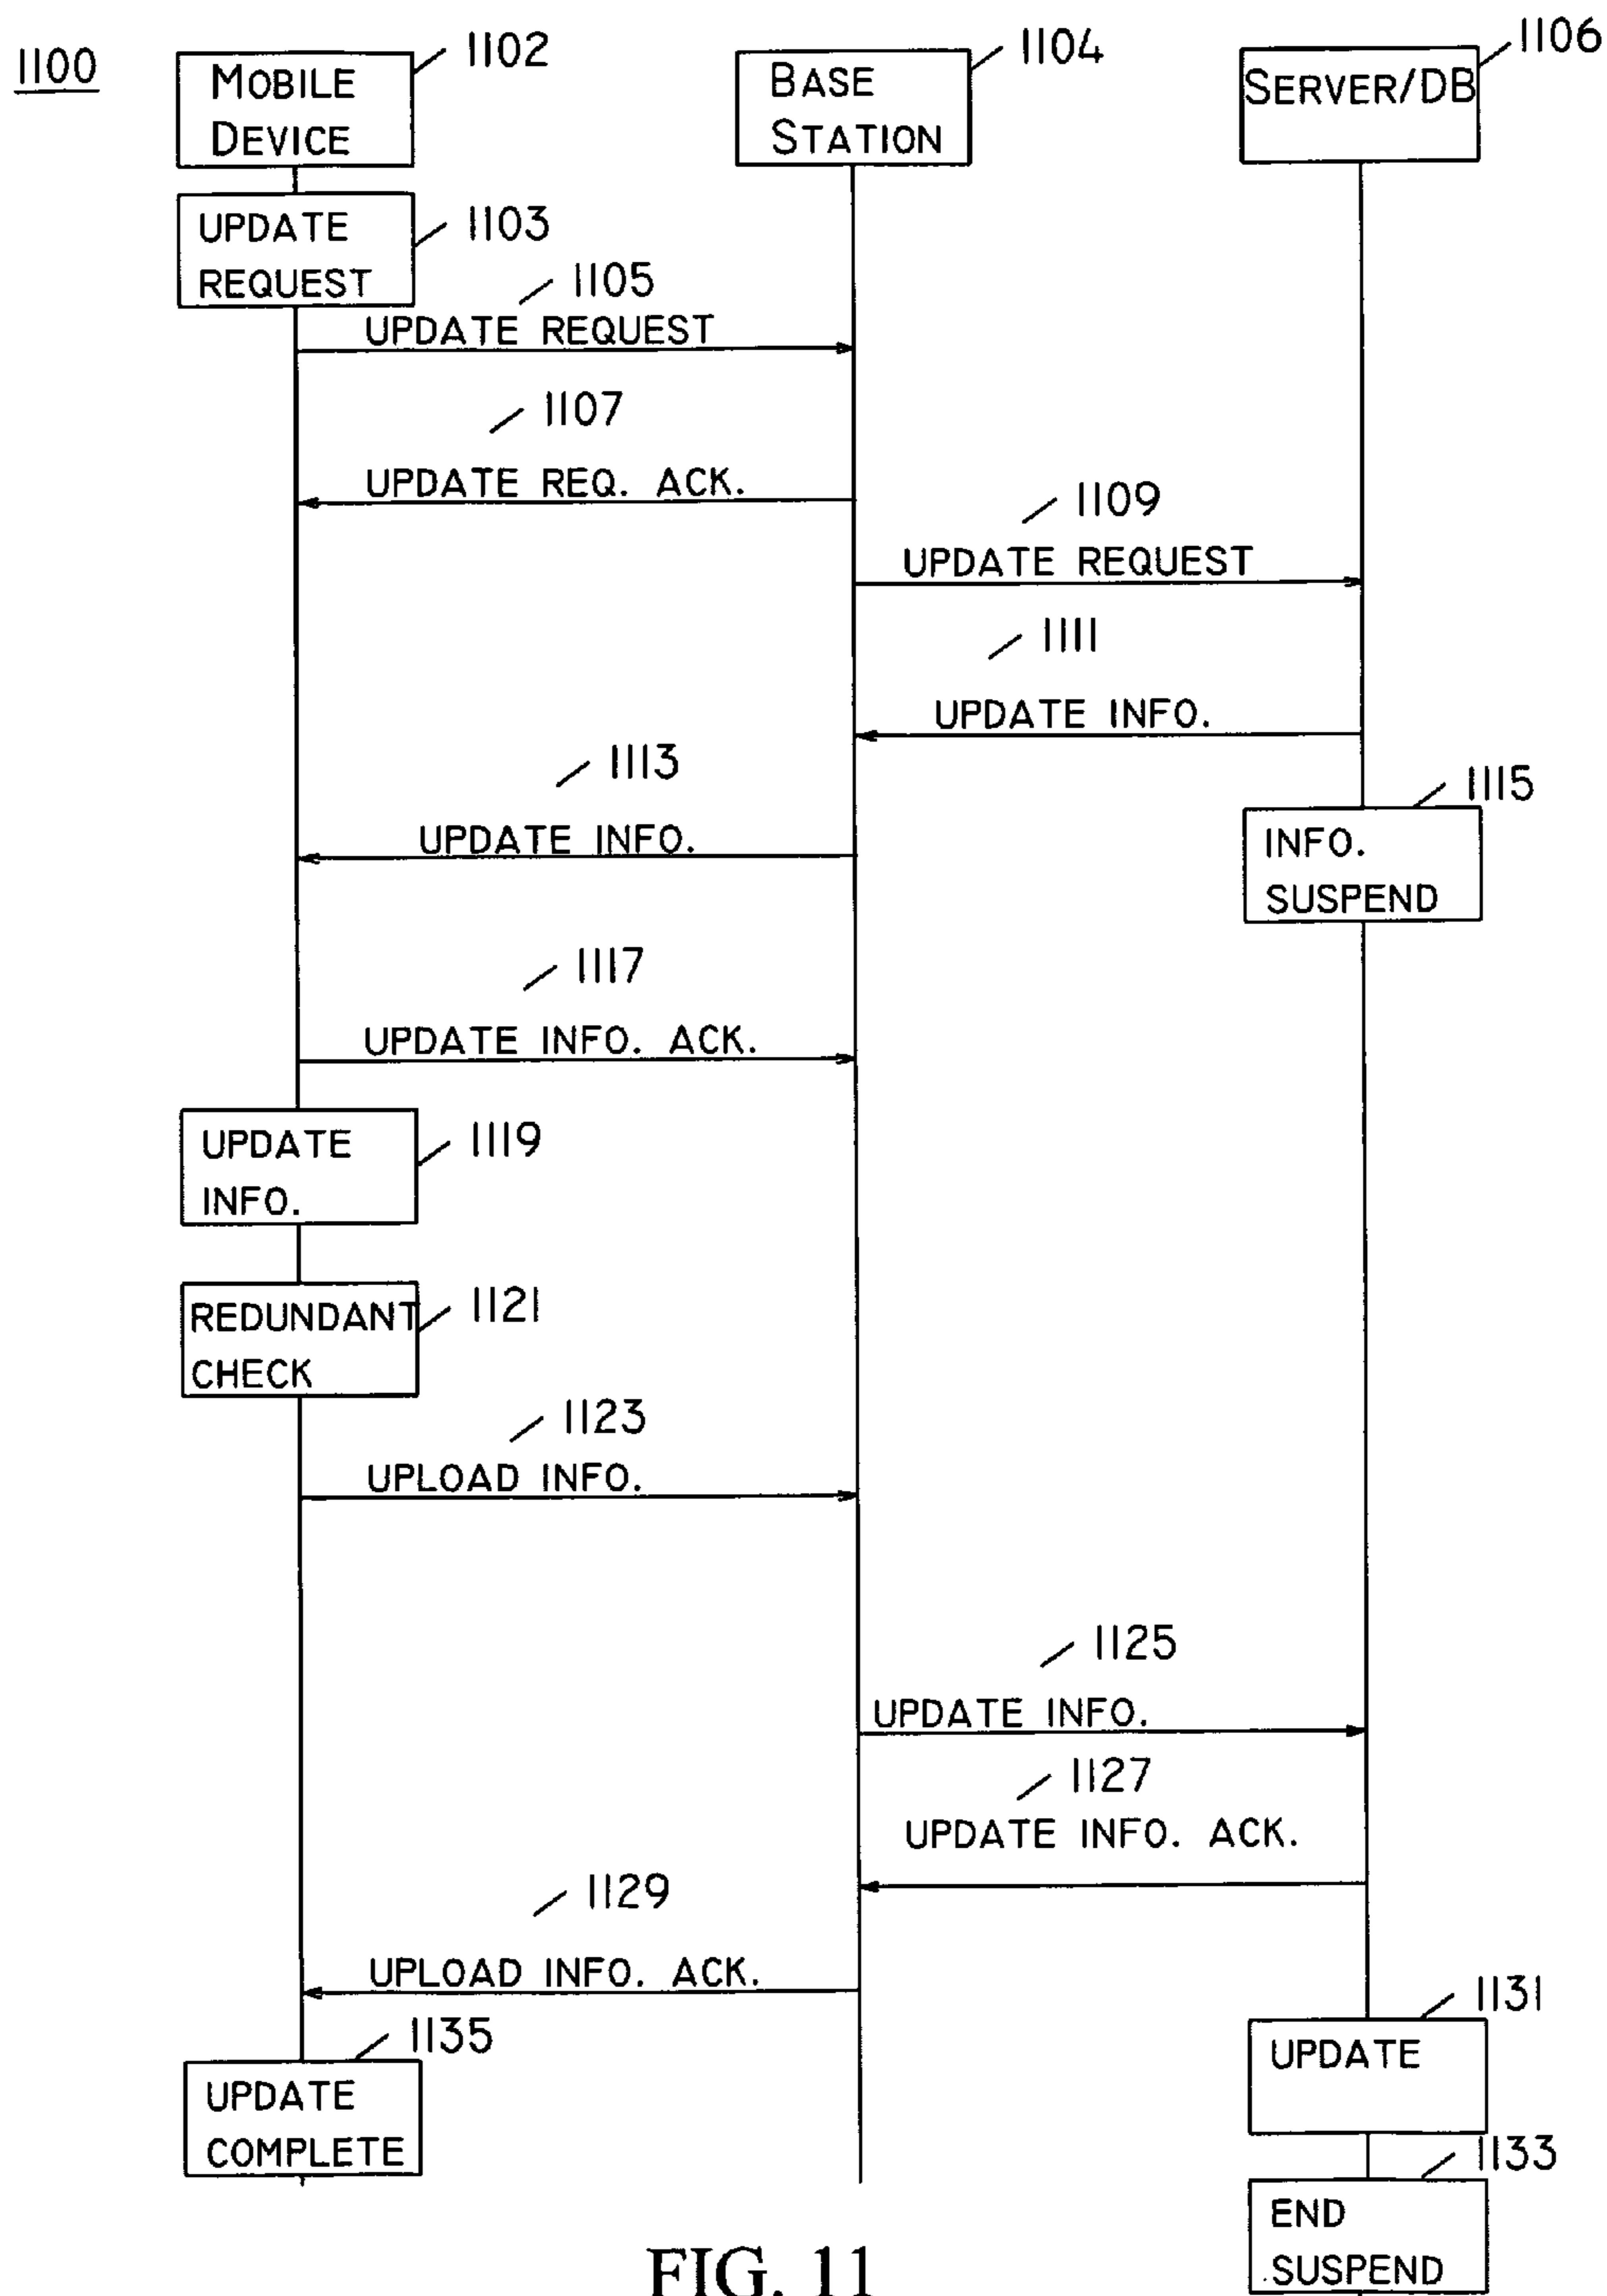 1100
MOBILE
DEVICE
1102
BASE
STATION
1104
SERVER/DB
1106
UPDATE
REQUEST
1103
1105
UPDATE REQUEST
1107
UPDATE REQ. ACK.
1109
UPDATE REQUEST
1111
UPDATE INFO.
1113
UPDATE INFO.
1115
INFO.
SUSPEND
1117
UPDATE INFO. ACK.
UPDATE
INFO.
1119
REDUNDANT
CHECK
1121
1123
UPLOAD INFO.
1125
UPDATE INFO.
1127
UPDATE INFO. ACK.
1129
UPLOAD INFO. ACK.
1131
UPDATE
1135
UPDATE
COMPLETE
1133
END
SUSPEND
FIG. 11